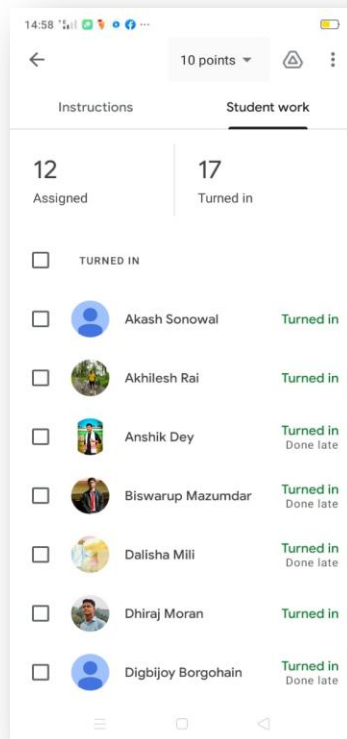 14:58
10 points
Instructions Student work
12 17
Assigned Turned in
TURNED IN
Akash Sonowal Turned in
Akhilesh Rai Turned in
Anshik Dey Turned in
Done late
Biswarup Mazumdar Turned in
Done late
Dalisha Mili Turned in
Done late
Dhiraj Moran Turned in
Digbijoy Borgohain Turned in
Done late